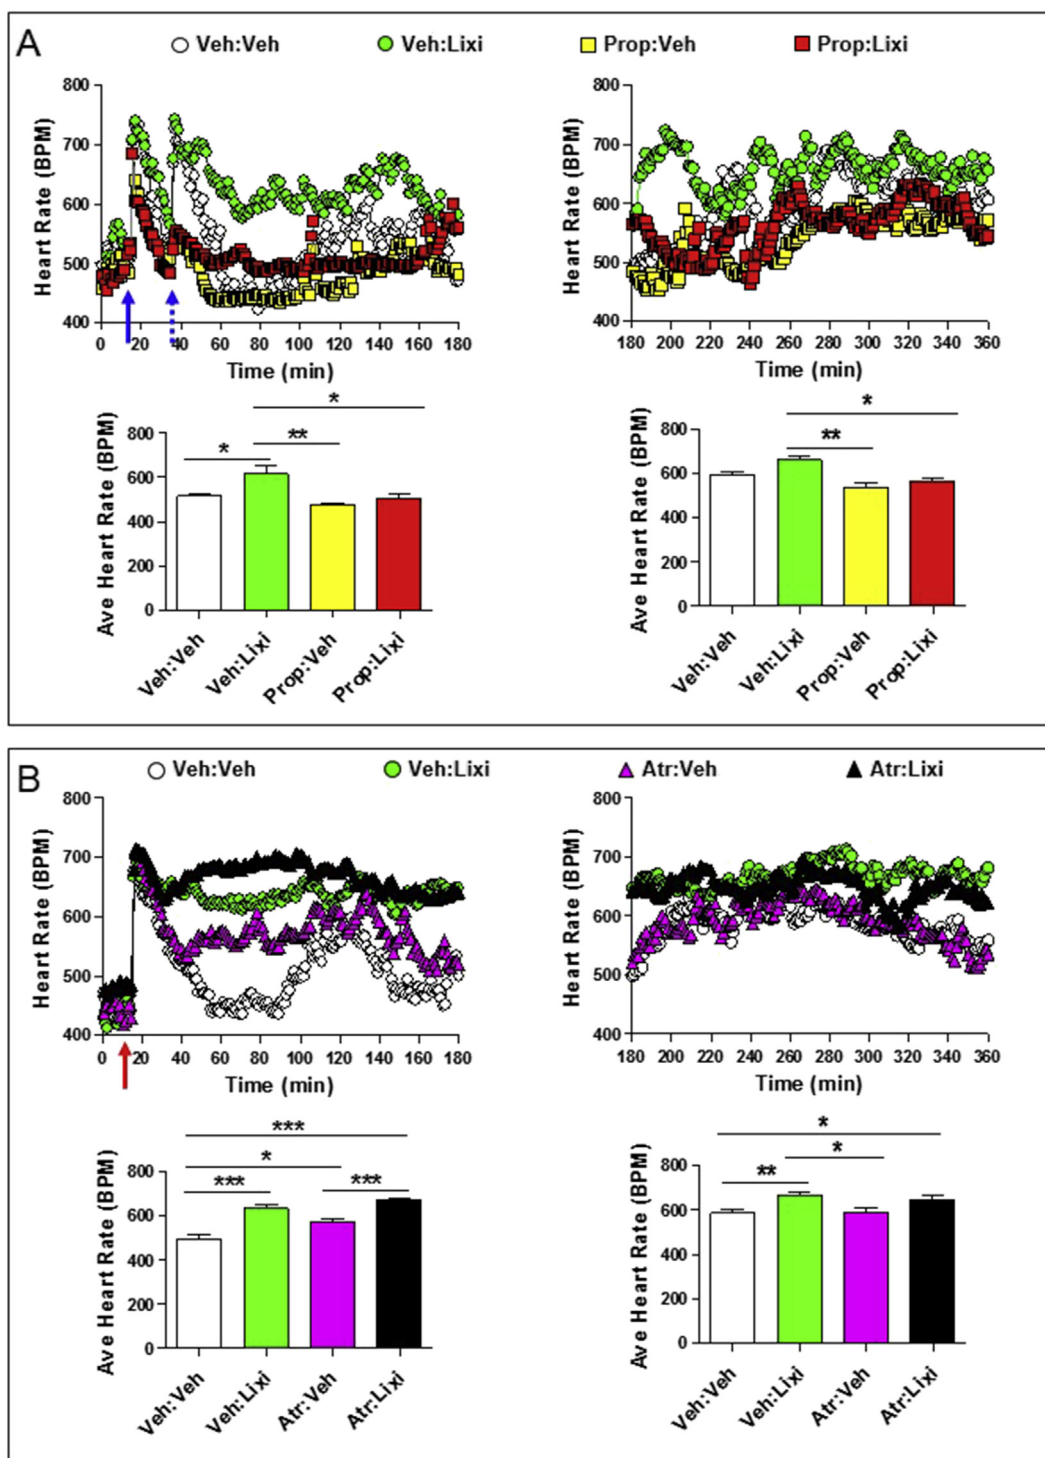 A
Veh:Veh Veh:Lixi Prop:Veh Prop:Lixi
Heart Rate (BPM)
800
700
600
500
400
0 20 40 60 80 100 120 140 160 180
Time (min)
Heart Rate (BPM)
800
700
600
500
400
180 200 220 240 260 280 300 320 340 360
Time (min)
Ave Heart Rate (BPM)
800
600
400
200
0
*
**
*
Veh:Veh Veh:Lixi Prop:Veh Prop:Lixi
Ave Heart Rate (BPM)
800
600
400
200
0
*
**
Veh:Veh Veh:Lixi Prop:Veh Prop:Lixi
B
Veh:Veh Veh:Lixi Atr:Veh Atr:Lixi
Heart Rate (BPM)
800
700
600
500
400
0 20 40 60 80 100 120 140 160 180
Time (min)
Heart Rate (BPM)
800
700
600
500
400
180 200 220 240 260 280 300 320 340 360
Time (min)
Ave Heart Rate (BPM)
800
600
400
200
0
***
*
*** ***
Veh:Veh Veh:Lixi Atr:Veh Atr:Lixi
Ave Heart Rate (BPM)
800
600
400
200
0
*
*
**
Veh:Veh Veh:Lixi Atr:Veh Atr:Lixi